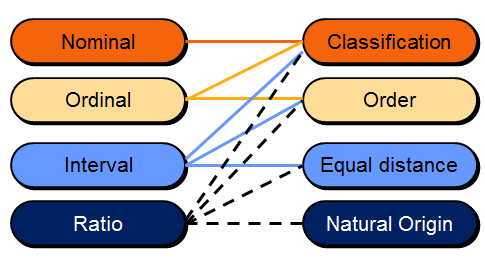 Nominal
Classification
Ordinal
Order
Interval
Equal distance
Ratio
Natural Origin